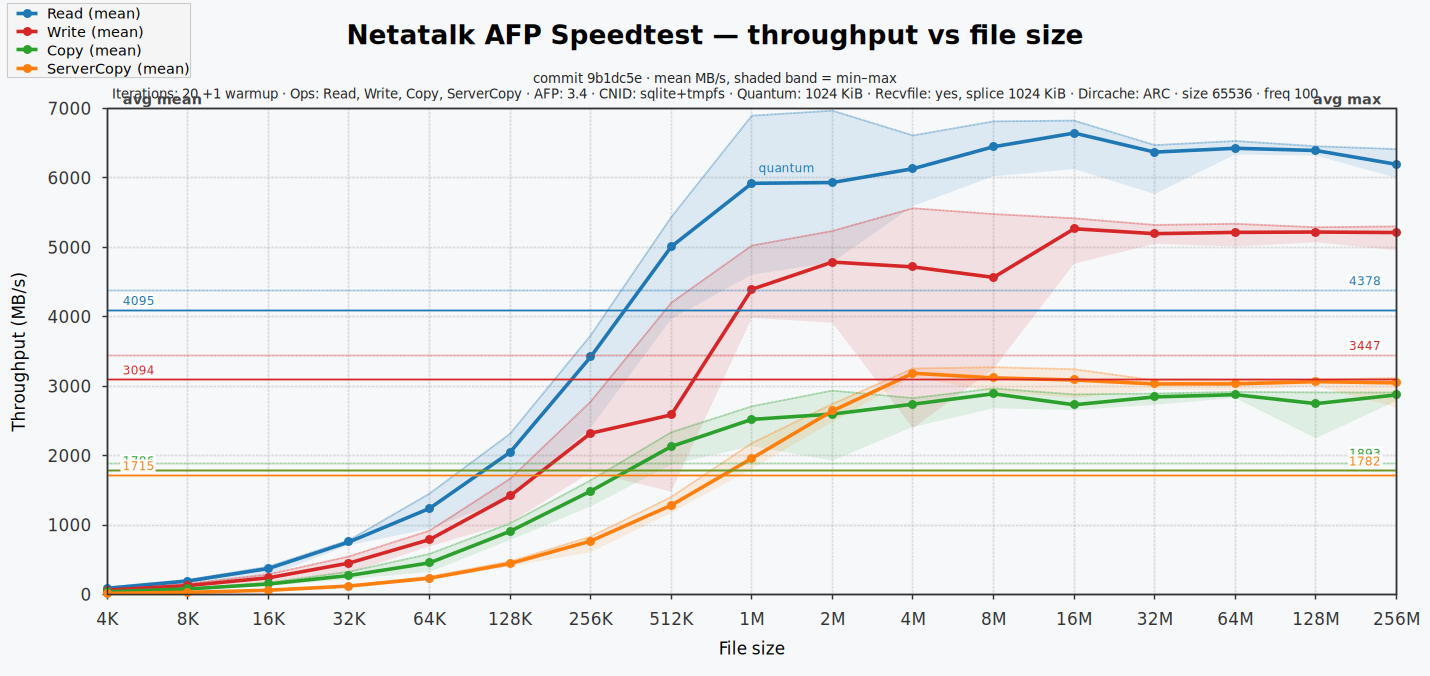 Read (mean)
Write (mean)
Copy (mean)
ServerCopy (mean)
Netatalk AFP Speedtest — throughput vs file size
commit 9b1dc5e · mean MB/s, shaded band = min–max
Iterations: 20 +1 warmup · Ops: Read, Write, Copy, ServerCopy · AFP: 3.4 · CNID: sqlite+tmpfs · Quantum: 1024 KiB · Recvfile: yes, splice 1024 KiB · Dircache: ARC · size 65536 · freq 100
avg mean
avg max
7000
6000
5000
4000
3000
2000
1000
0
Throughput (MB/s)
quantum
4095
4378
3094
3447
1715
1893
1782
4K
8K
16K
32K
64K
128K
256K
512K
1M
2M
4M
8M
16M
32M
64M
128M
256M
File size